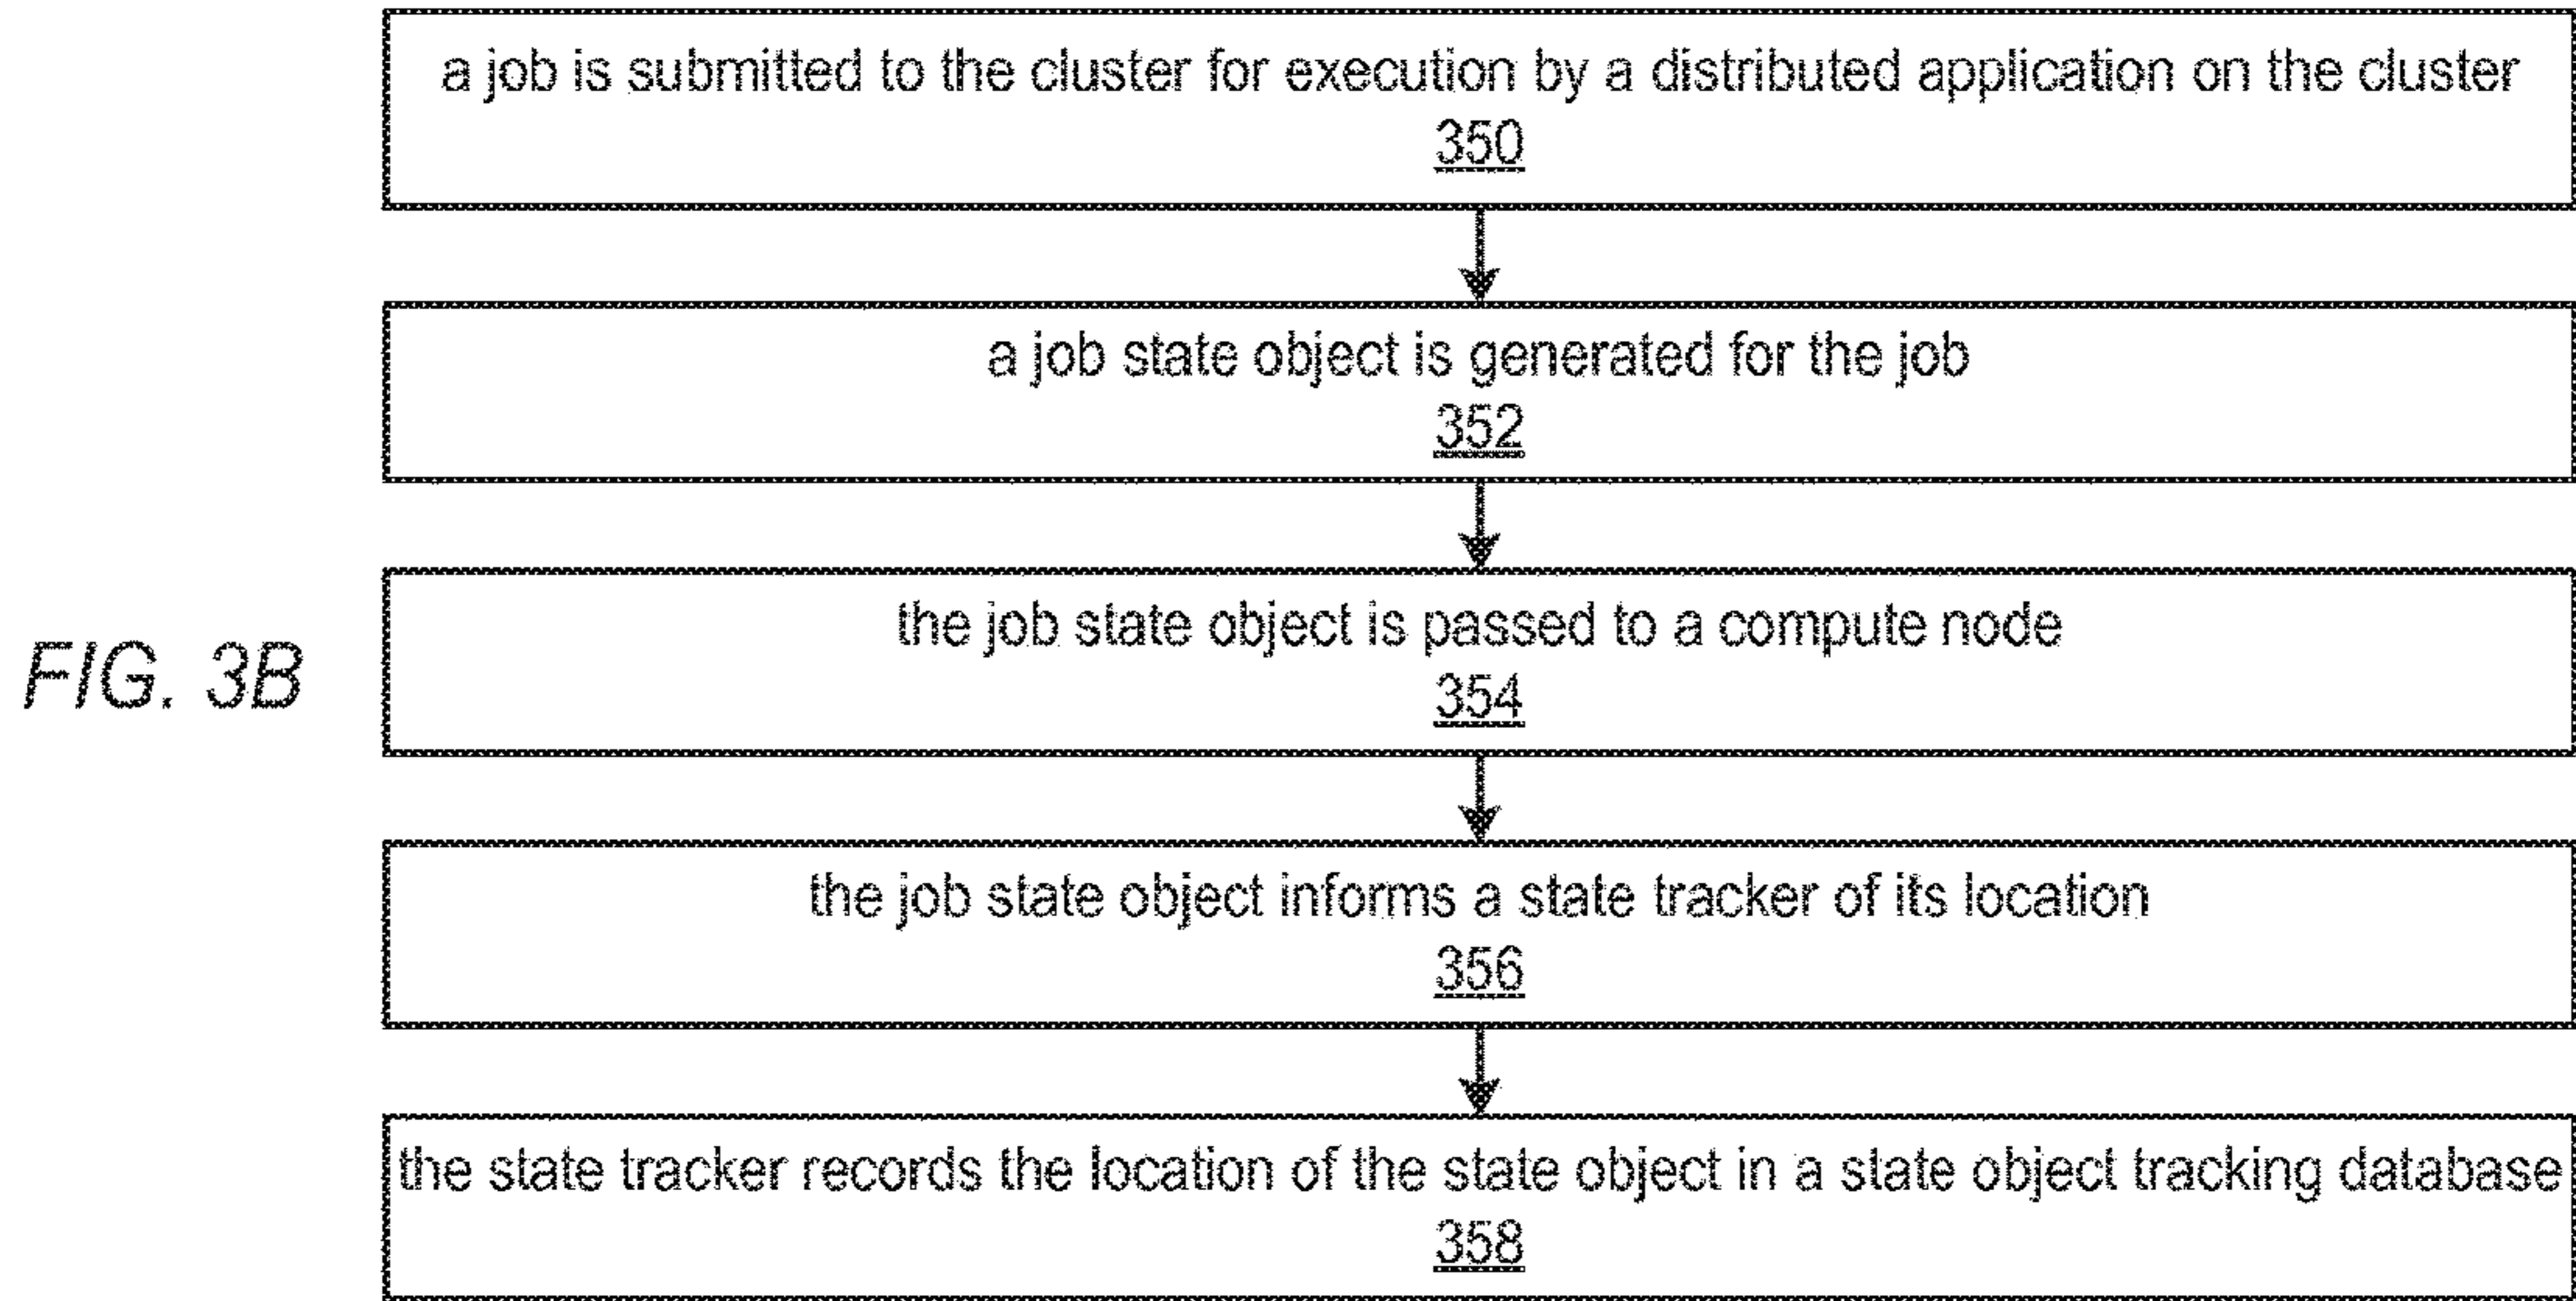 a job is submitted to the cluster for execution by a distributed application on the cluster
350
a job state object is generated for the job
352
the job state object is passed to a compute node
354
FIG. 3B
the job state object informs a state tracker of its location
356
the state tracker records the location of the state object in a state object tracking database
358